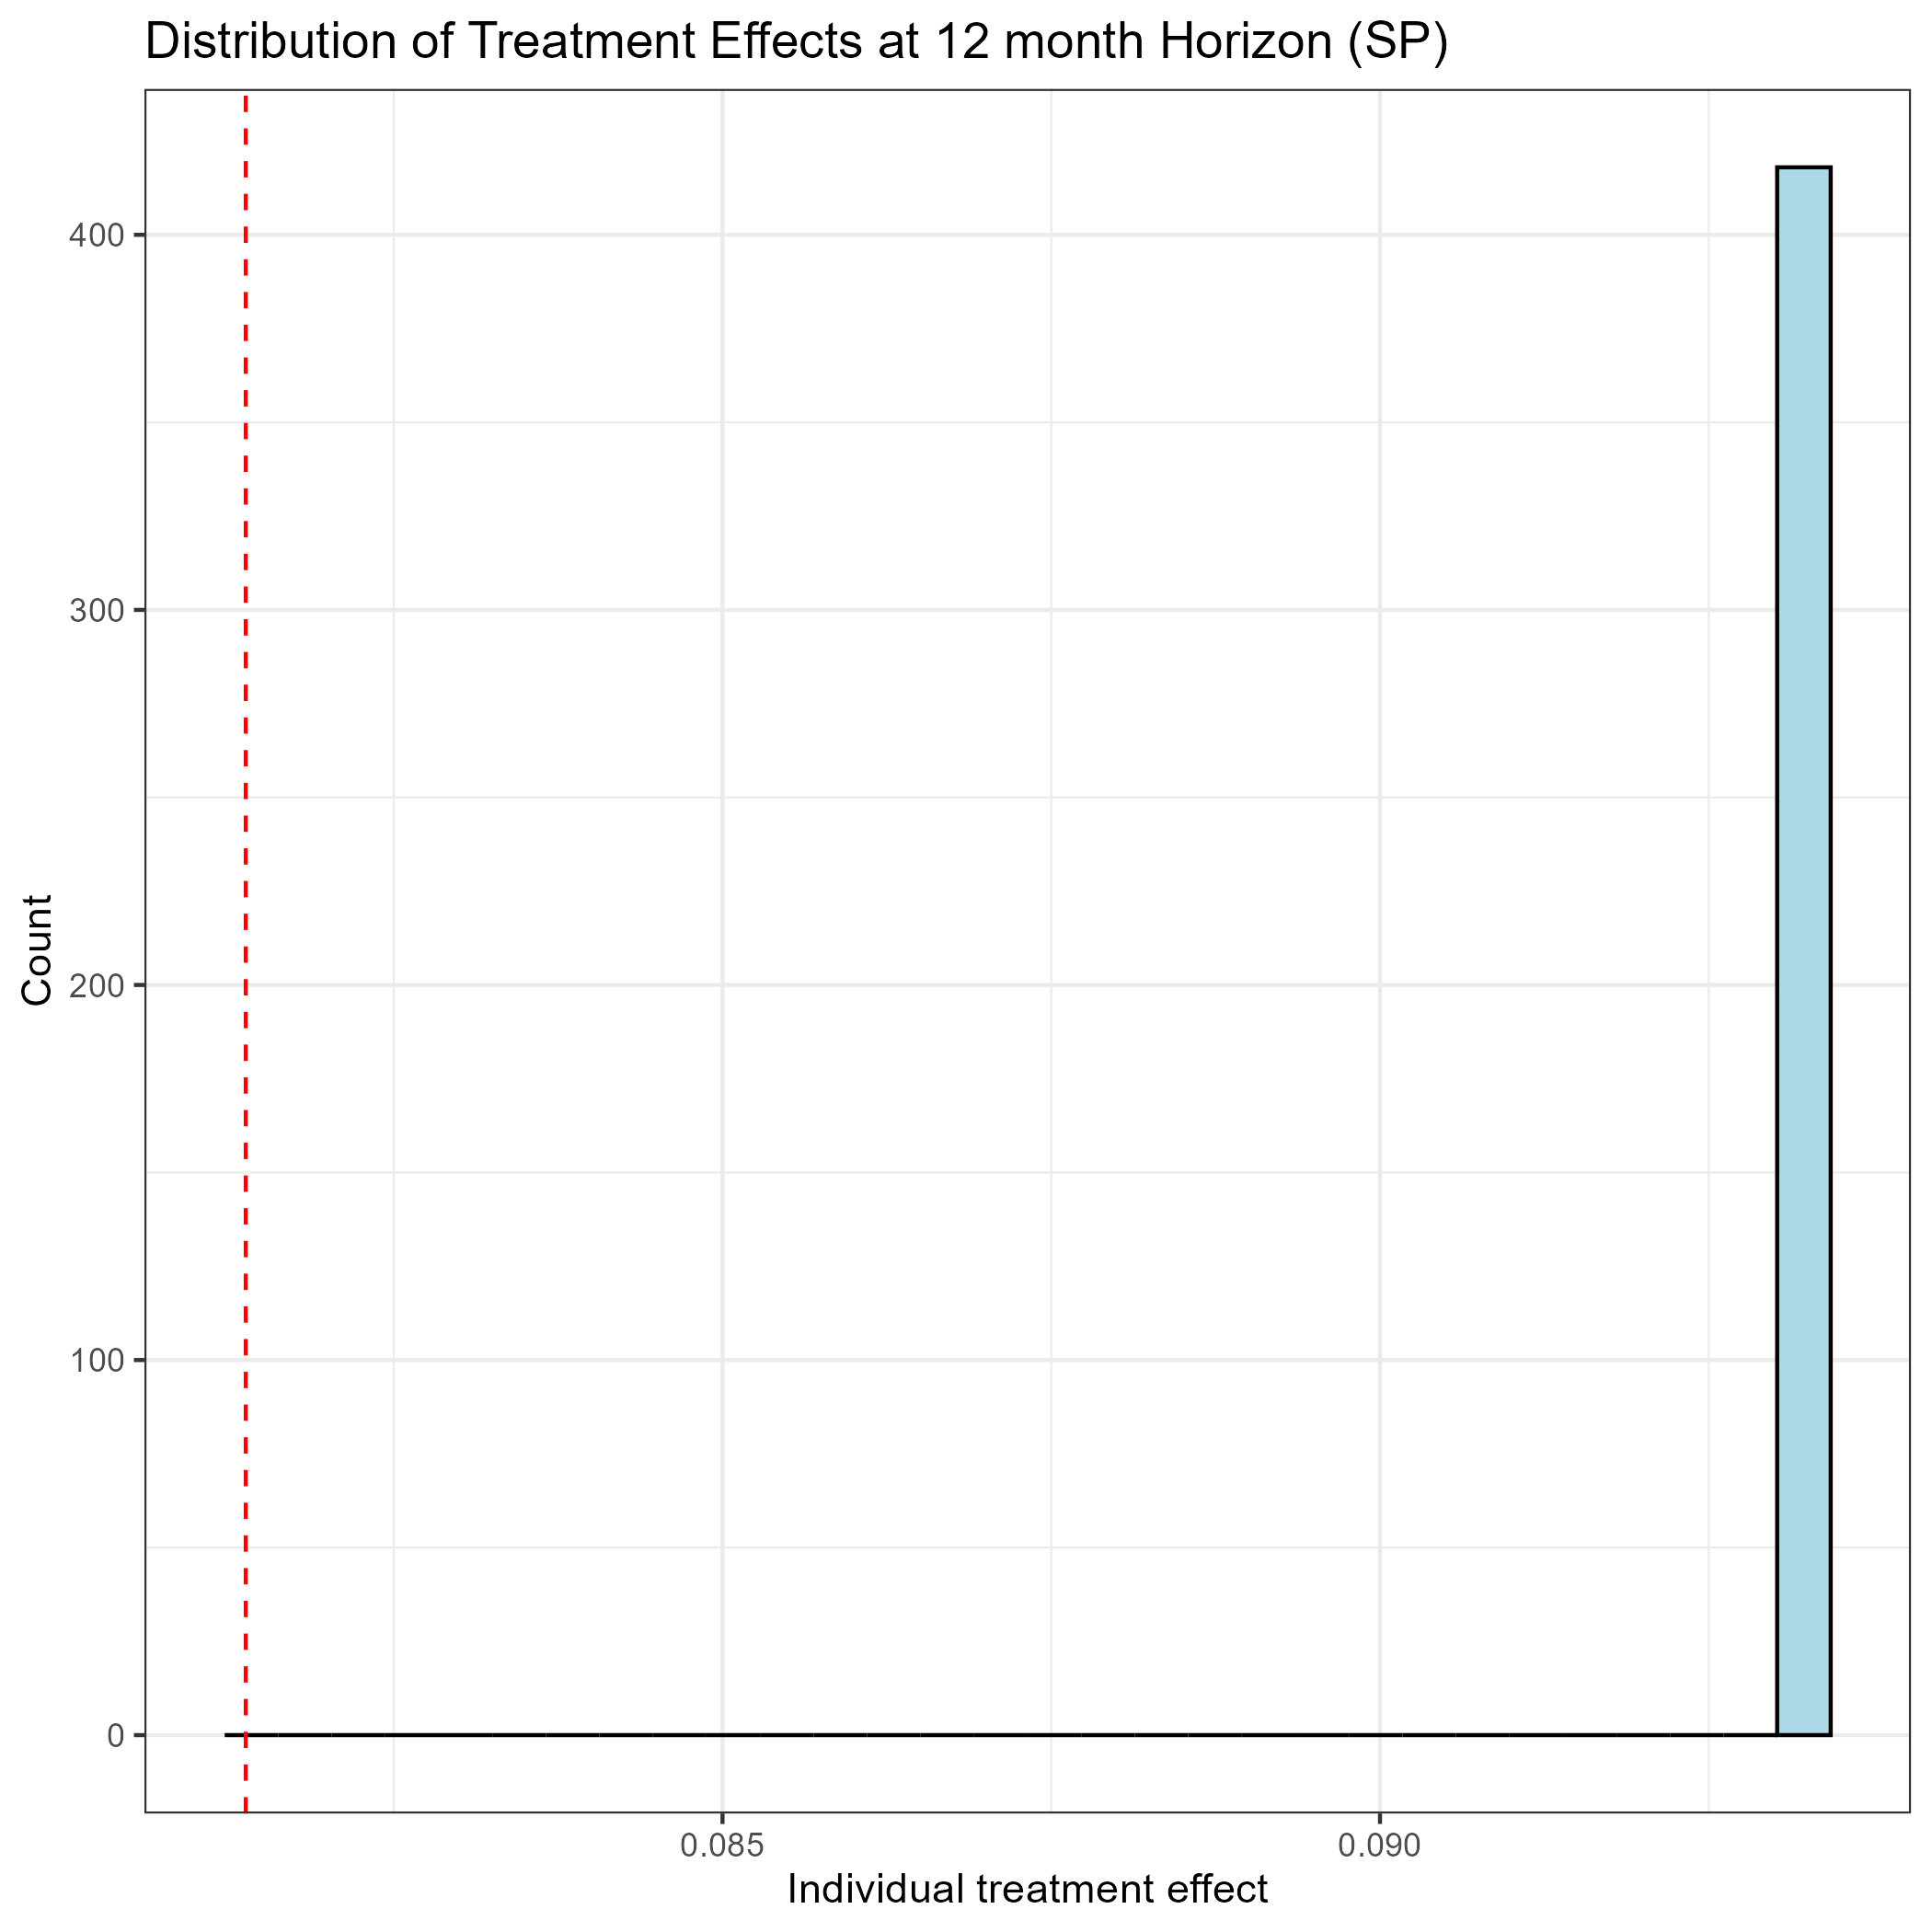 Distribution of Treatment Effects at 12 month Horizon (SP)
400
300
200
100
0
Count
0.085
0.090
Individual treatment effect